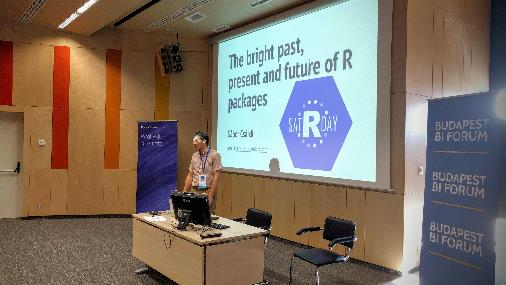 The bright past,
present and future of R
packages
SAT R DAY
BUDAPEST
BI FORUM
BUDAPEST
BI FORUM
BUDAPEST
BI FORUM